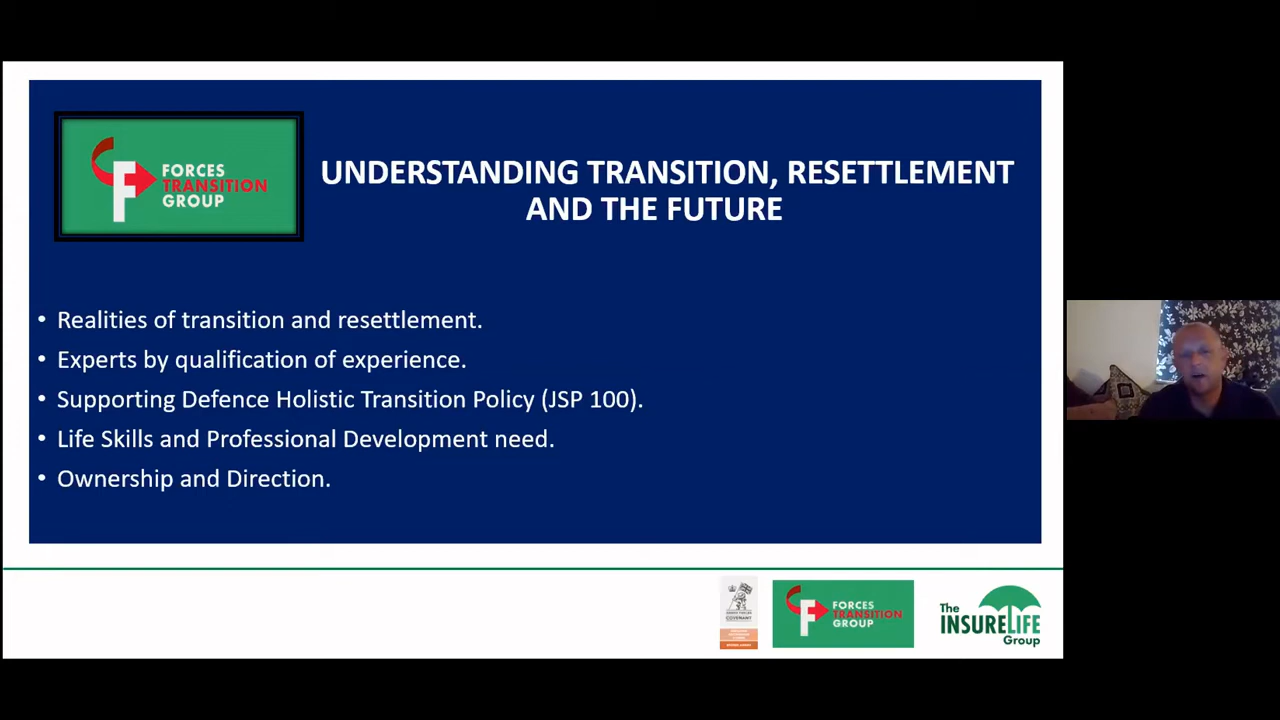 FORCES
TRANSITION
GROUP
UNDERSTANDING TRANSITION, RESETTLEMENT
AND THE FUTURE
• Realities of transition and resettlement.
• Experts by qualification of experience.
• Supporting Defence Holistic Transition Policy (JSP 100).
• Life Skills and Professional Development need.
• Ownership and Direction.
COVENANT
FORCES
TRANSITION
GROUP
The
INSURELIFE
Group